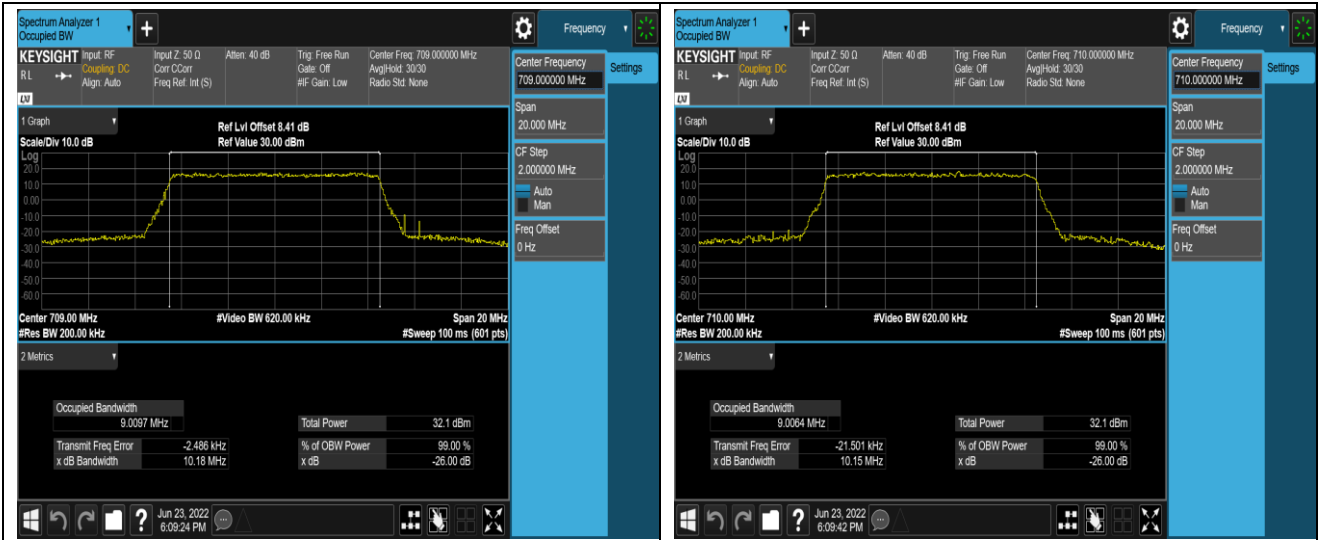 Spectrum Analyzer 1
Occupied BW
+
Frequency
KEYSIGHT
Input: RF
Coupling: DC
Align: Auto
RL
LXI
Input Z: 50 Ω
Corr CCorr
Freq Ref: Int (S)
Atten: 40 dB
Trig: Free Run
Gate: Off
#IF Gain: Low
Center Freq: 709.000000 MHz
Avg|Hold: 30/30
Radio Std: None
Center Frequency
709.000000 MHz
Settings
Span
20.000 MHz
CF Step
2.000000 MHz
Auto
Man
Freq Offset
0 Hz
1 Graph
Scale/Div 10.0 dB
Ref Lvl Offset 8.41 dB
Ref Value 30.00 dBm
Log
20.0
10.0
0.00
-10.0
-20.0
-30.0
-40.0
-50.0
-60.0
Center 709.00 MHz
#Video BW 620.00 kHz
Span 20 MHz
#Res BW 200.00 kHz
#Sweep 100 ms (601 pts)
2 Metrics
Occupied Bandwidth
9.0097 MHz
Total Power 32.1 dBm
Transmit Freq Error -2.486 kHz
% of OBW Power 99.00 %
x dB Bandwidth 10.18 MHz
x dB -26.00 dB
?
Jun 23, 2022
6:09:24 PM
Spectrum Analyzer 1
Occupied BW
+
Frequency
KEYSIGHT
Input: RF
Coupling: DC
Align: Auto
RL
LXI
Input Z: 50 Ω
Corr CCorr
Freq Ref: Int (S)
Atten: 40 dB
Trig: Free Run
Gate: Off
#IF Gain: Low
Center Freq: 710.000000 MHz
Avg|Hold: 30/30
Radio Std: None
Center Frequency
710.000000 MHz
Settings
Span
20.000 MHz
CF Step
2.000000 MHz
Auto
Man
Freq Offset
0 Hz
1 Graph
Scale/Div 10.0 dB
Ref Lvl Offset 8.41 dB
Ref Value 30.00 dBm
Log
20.0
10.0
0.00
-10.0
-20.0
-30.0
-40.0
-50.0
-60.0
Center 710.00 MHz
#Video BW 620.00 kHz
Span 20 MHz
#Res BW 200.00 kHz
#Sweep 100 ms (601 pts)
2 Metrics
Occupied Bandwidth
9.0064 MHz
Total Power 32.1 dBm
Transmit Freq Error -21.501 kHz
% of OBW Power 99.00 %
x dB Bandwidth 10.15 MHz
x dB -26.00 dB
?
Jun 23, 2022
6:09:42 PM